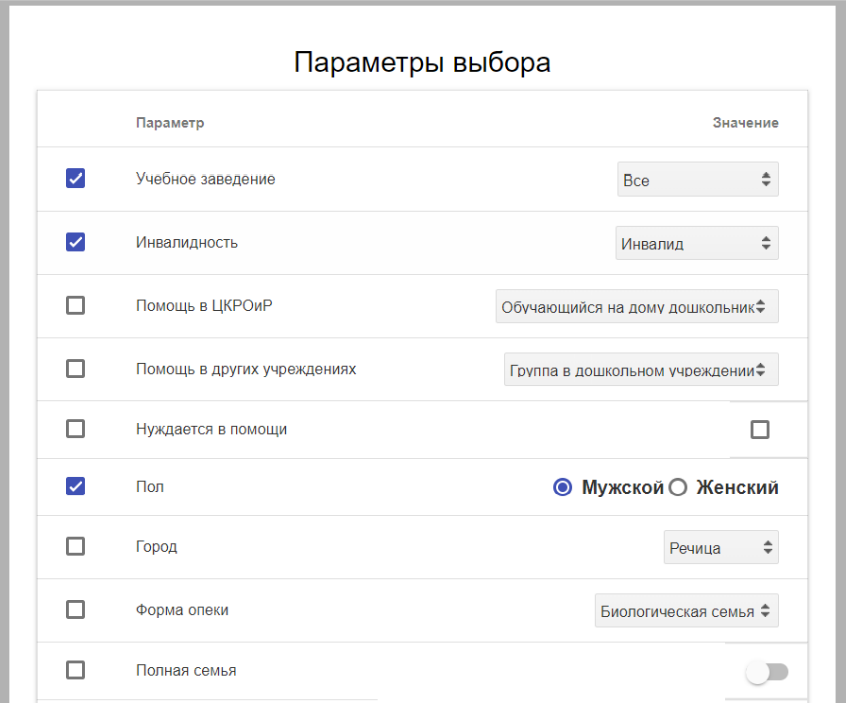 Параметры выбора
Параметр Значение
Учебное заведение Все
Инвалидность Инвалид
Помощь в ЦКРОиР Обучающийся на дому дошкольник
Помощь в других учреждениях Группа в дошкольном учреждении
Нуждается в помощи
Пол Мужской Женский
Город Речица
Форма опеки Биологическая семья
Полная семья